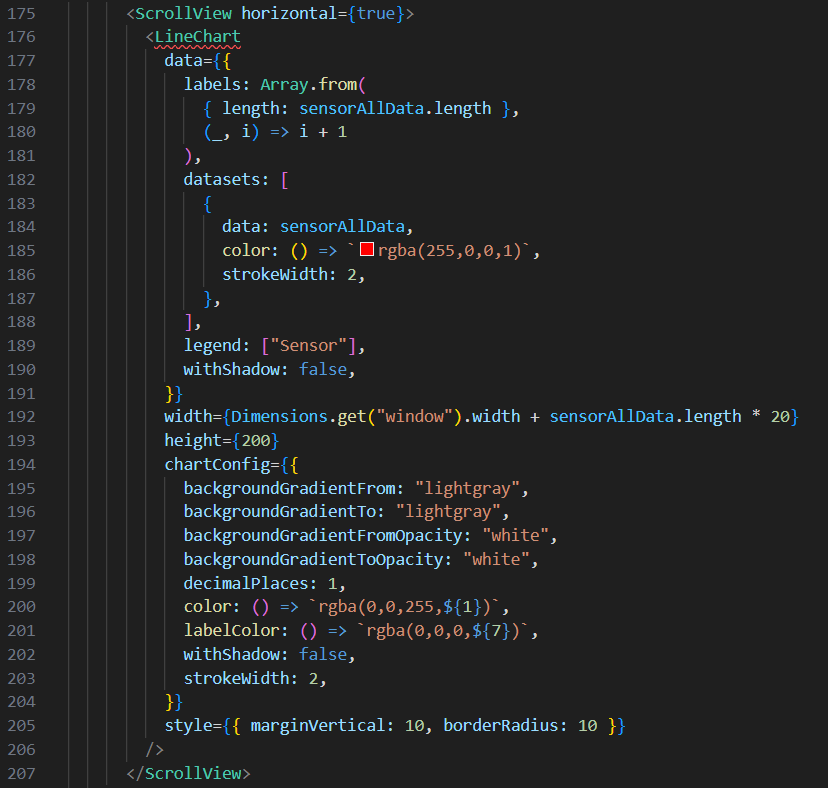 175 <ScrollView horizontal={true}>
176 <LineChart
177 data={{
178 labels: Array.from(
179 { length: sensorAllData.length },
180 (_, i) => i + 1
181 ),
182 datasets: [
183 {
184 data: sensorAllData,
185 color: () => `rgba(255,0,0,1)`,
186 strokeWidth: 2,
187 },
188 ],
189 legend: ["Sensor"],
190 withShadow: false,
191 }}
192 width={Dimensions.get("window").width + sensorAllData.length * 20}
193 height={200}
194 chartConfig={{
195 backgroundGradientFrom: "lightgray",
196 backgroundGradientTo: "lightgray",
197 backgroundGradientFromOpacity: "white",
198 backgroundGradientToOpacity: "white",
199 decimalPlaces: 1,
200 color: () => `rgba(0,0,255,${1})`,
201 labelColor: () => `rgba(0,0,0,${7})`,
202 withShadow: false,
203 strokeWidth: 2,
204 }}
205 style={{ marginVertical: 10, borderRadius: 10 }}
206 />
207 </ScrollView>